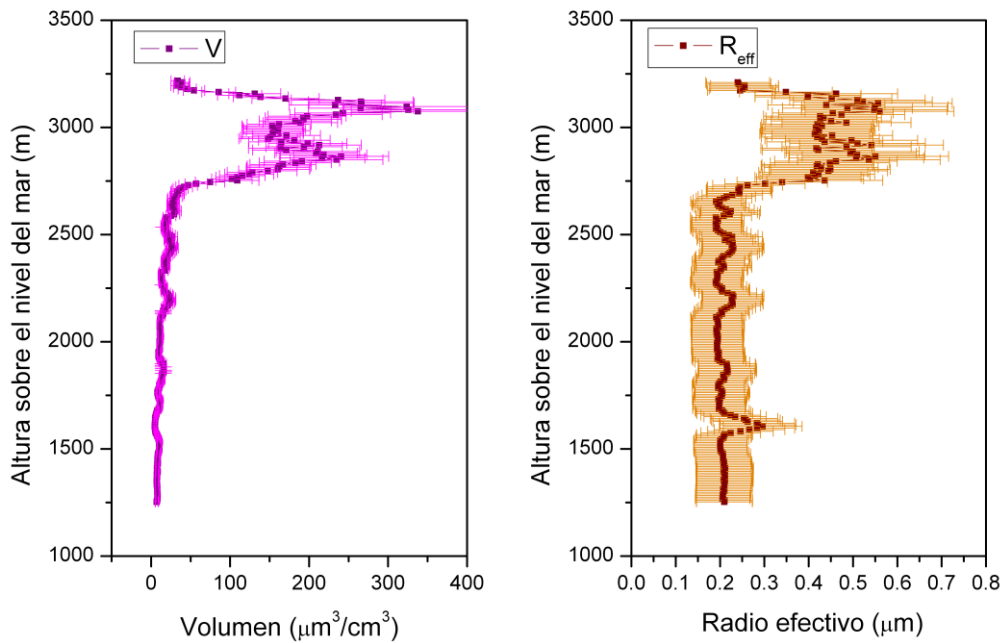 V
Altura sobre el nivel del mar (m)
3500
3000
2500
2000
1500
1000
0 100 200 300 400
Volumen (μm³/cm³)
R_eff
Altura sobre el nivel del mar (m)
3500
3000
2500
2000
1500
1000
0.0 0.1 0.2 0.3 0.4 0.5 0.6 0.7 0.8
Radio efectivo (μm)